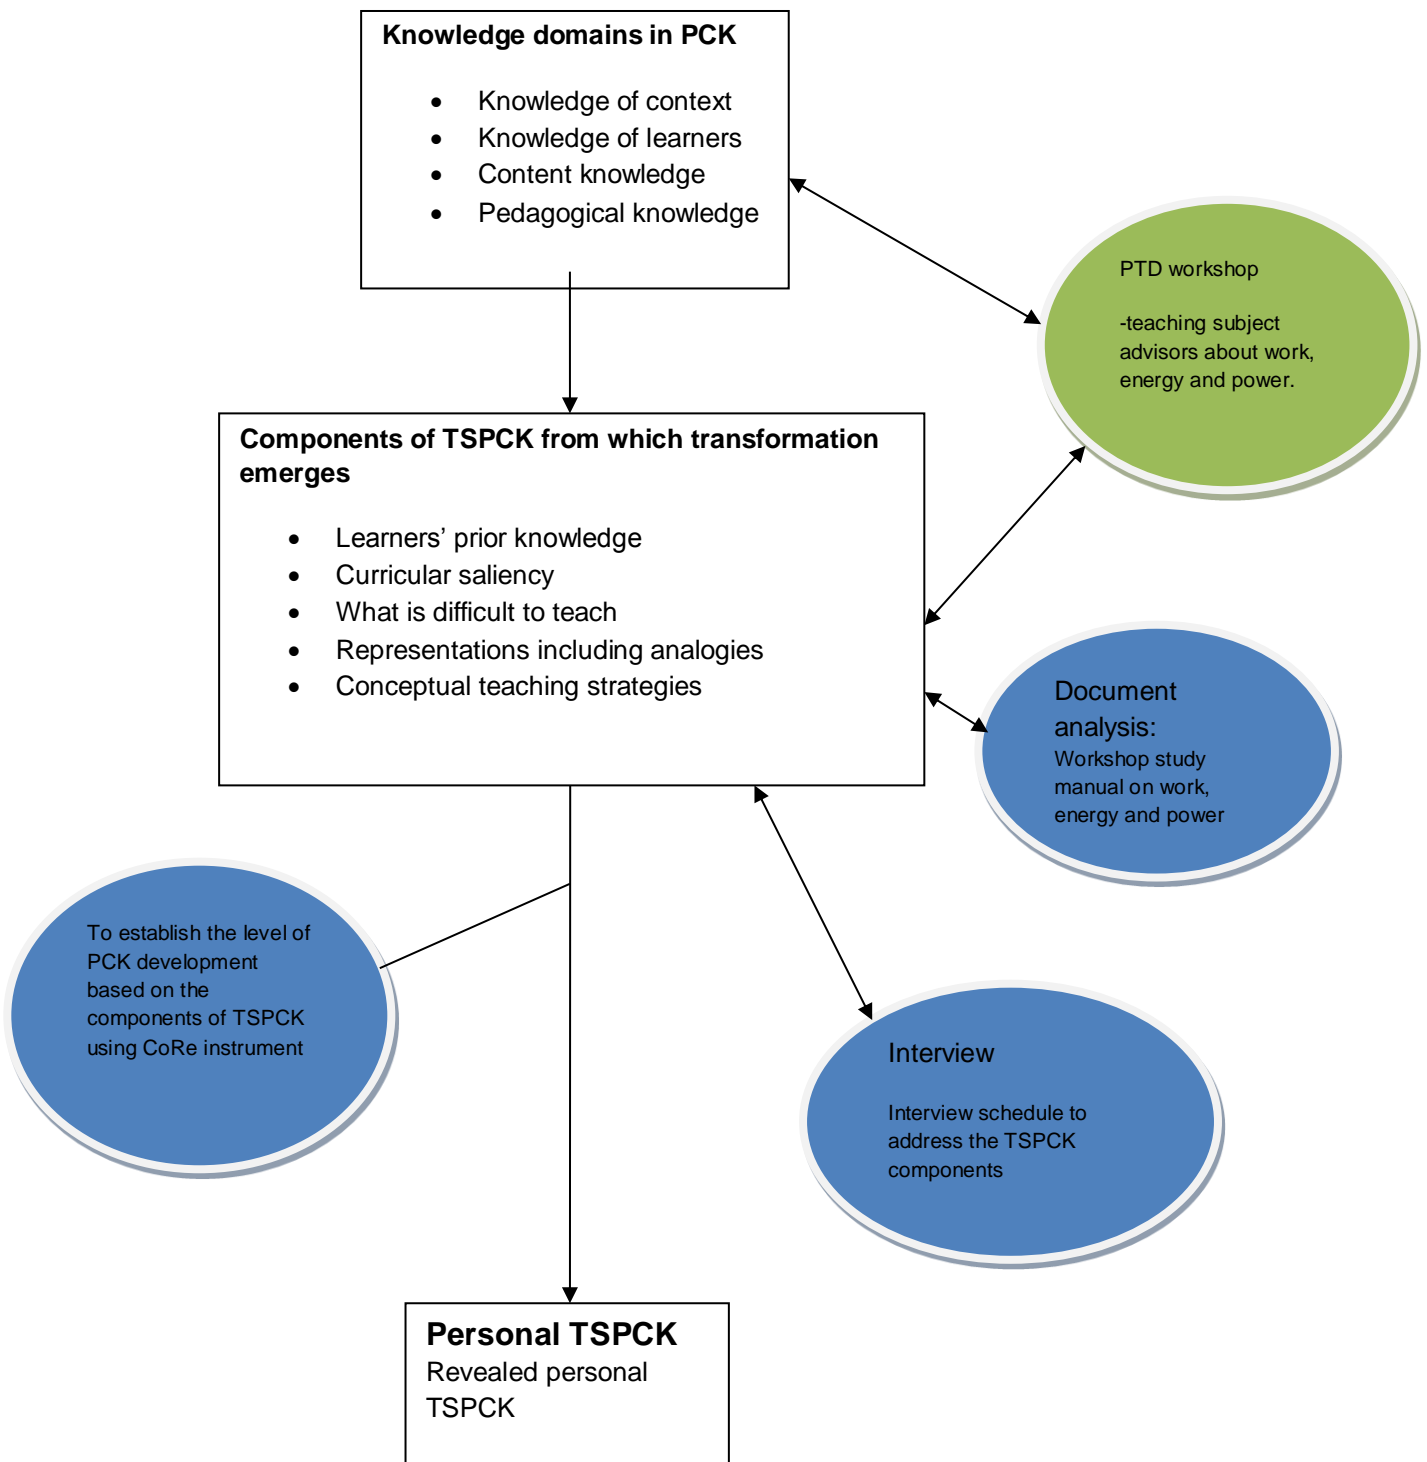 Knowledge domains in PCK
• Knowledge of context
• Knowledge of learners
• Content knowledge
• Pedagogical knowledge
PTD workshop
-teaching subject
advisors about work,
energy and power.
Components of TSPCK from which transformation
emerges
• Learners’ prior knowledge
• Curricular saliency
• What is difficult to teach
• Representations including analogies
• Conceptual teaching strategies
Document
analysis:
Workshop study
manual on work,
energy and power
To establish the level of
PCK development
based on the
components of TSPCK
using CoRe instrument
Interview
Interview schedule to
address the TSPCK
components
Personal TSPCK
Revealed personal
TSPCK